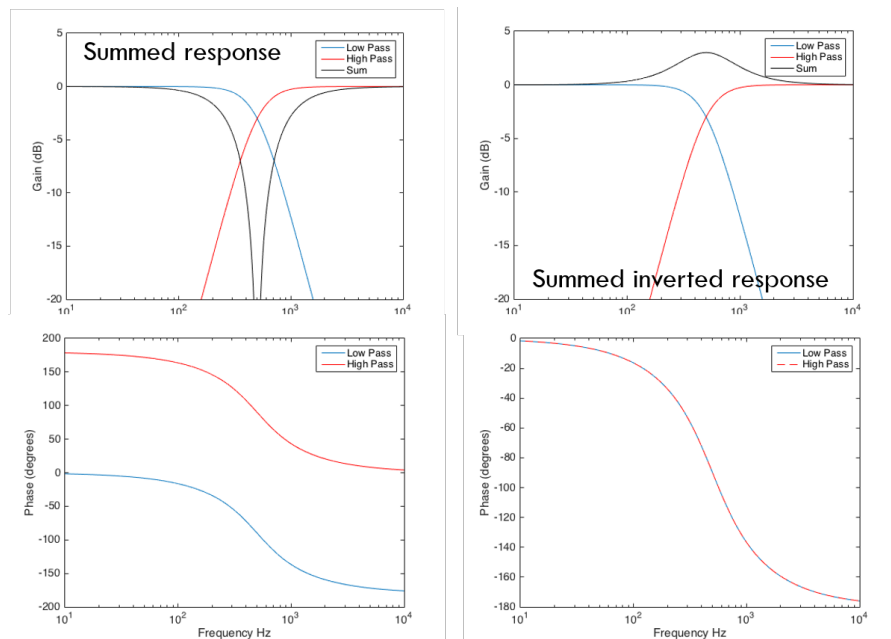 Summed response
Low Pass
High Pass
Sum
5
0
-5
-10
-15
-20
Gain (dB)
10^1
10^2
10^3
10^4
Low Pass
High Pass
Sum
5
0
-5
-10
-15
-20
Gain (dB)
Summed inverted response
10^1
10^2
10^3
10^4
Low Pass
High Pass
200
150
100
50
0
-50
-100
-150
-200
Phase (degrees)
10^1
10^2
10^3
10^4
Frequency Hz
Low Pass
High Pass
0
-20
-40
-60
-80
-100
-120
-140
-160
-180
Phase (degrees)
10^1
10^2
10^3
10^4
Frequency Hz